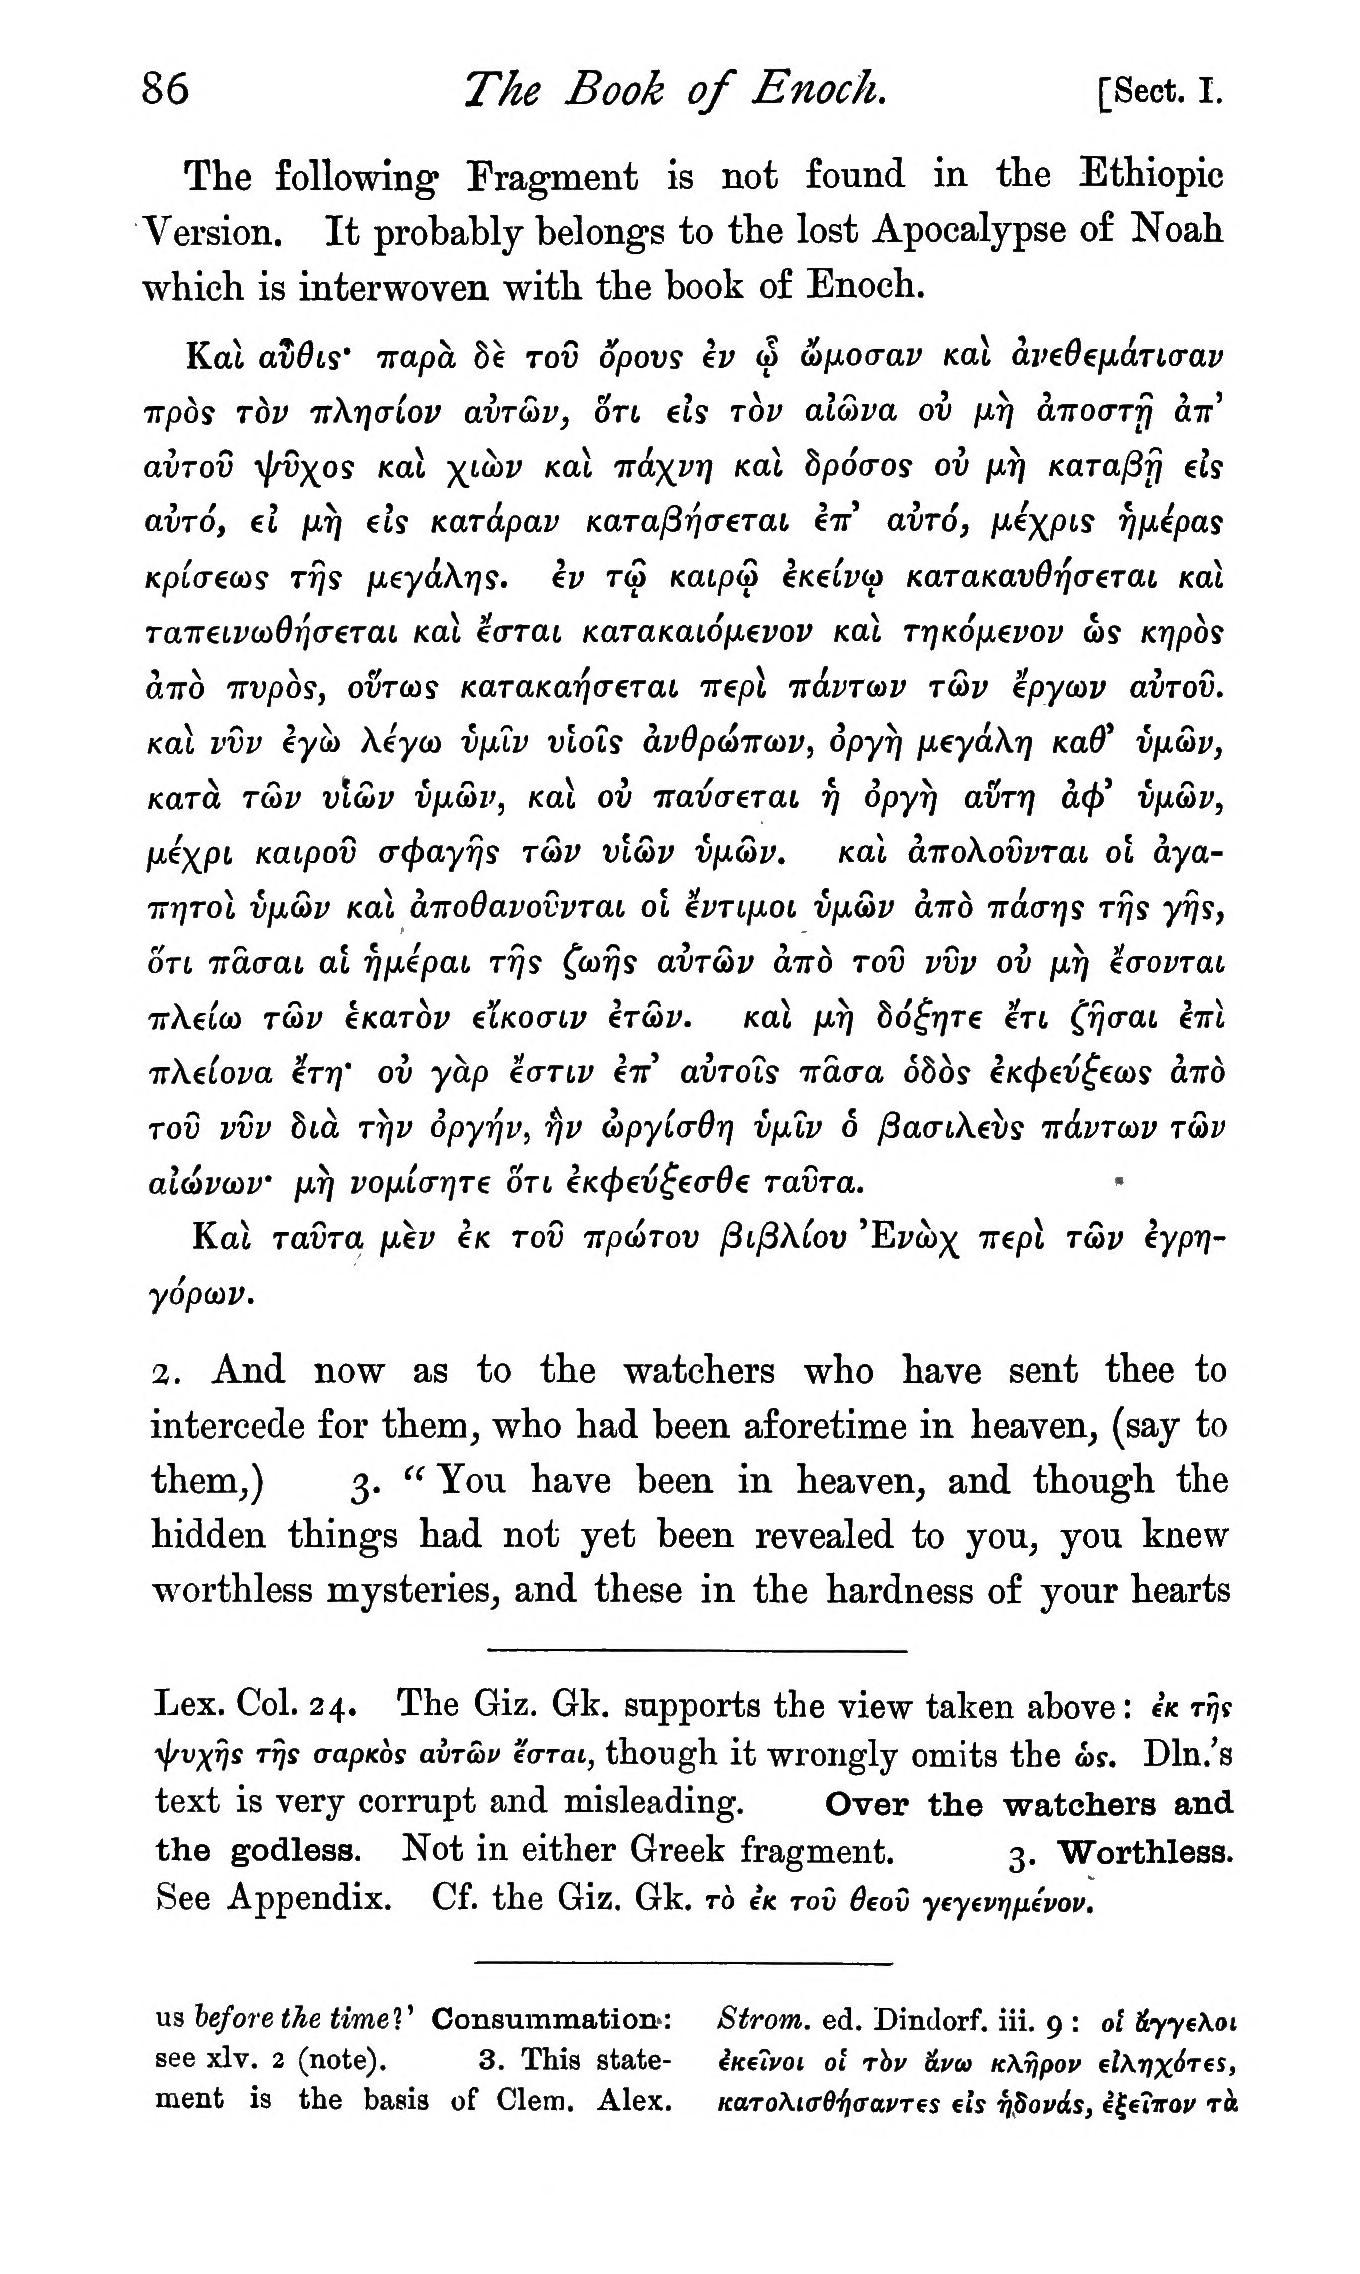 86 The Book of Enoch. [Sect. I.
The following Fragment is not found in the Ethiopic
Version. It probably belongs to the lost Apocalypse of Noah
which is interwoven with the book of Enoch.
Καὶ αὖθις· παρὰ δὲ τοῦ ὄρους ἐν ᾧ ὤμοσαν καὶ ἀνεθεμάτισαν
πρὸς τὸν πλησίον αὐτῶν, ὅτι εἰς τὸν αἰῶνα οὐ μὴ ἀποστῇ ἀπ’
αὐτοῦ ψῦχος καὶ χιὼν καὶ πάχνη καὶ δρόσος οὐ μὴ καταβῇ εἰς
αὐτό, εἰ μὴ εἰς κατάραν καταβήσεται ἐπ’ αὐτό, μέχρις ἡμέρας
κρίσεως τῆς μεγάλης. ἐν τῷ καιρῷ ἐκείνῳ κατακαυθήσεται καὶ
ταπεινωθήσεται καὶ ἔσται κατακαιόμενον καὶ τηκόμενον ὡς κηρὸς
ἀπὸ πυρὸς, οὕτως κατακαήσεται περὶ πάντων τῶν ἔργων αὐτοῦ.
καὶ νῦν ἐγὼ λέγω ὑμῖν υἱοῖς ἀνθρώπων, ὀργὴ μεγάλη καθ’ ὑμῶν,
κατὰ τῶν υἱῶν ὑμῶν, καὶ οὐ παύσεται ἡ ὀργὴ αὕτη ἀφ’ ὑμῶν,
μέχρι καιροῦ σφαγῆς τῶν υἱῶν ὑμῶν. καὶ ἀπολοῦνται οἱ ἀγα-
πητοὶ ὑμῶν καὶ ἀποθανοῦνται οἱ ἔντιμοι ὑμῶν ἀπὸ πάσης τῆς γῆς,
ὅτι πᾶσαι αἱ ἡμέραι τῆς ζωῆς αὐτῶν ἀπὸ τοῦ νῦν οὐ μὴ ἔσονται
πλείω τῶν ἑκατὸν εἴκοσιν ἐτῶν. καὶ μὴ δόξητε ἔτι ζῆσαι ἐπὶ
πλείονα ἔτη· οὐ γὰρ ἔστιν ἐπ’ αὐτοῖς πᾶσα ὁδὸς ἐκφεύξεως ἀπὸ
τοῦ νῦν διὰ τὴν ὀργήν, ἣν ὠργίσθη ὑμῖν ὁ βασιλεὺς πάντων τῶν
αἰώνων· μὴ νομίσητε ὅτι ἐκφεύξεσθε ταῦτα.
Καὶ ταῦτα μὲν ἐκ τοῦ πρώτου βιβλίου Ἐνὼχ περὶ τῶν ἐγρη-
γόρων.
2. And now as to the watchers who have sent thee to
intercede for them, who had been aforetime in heaven, (say to
them,) 3. “You have been in heaven, and though the
hidden things had not yet been revealed to you, you knew
worthless mysteries, and these in the hardness of your hearts
Lex. Col. 24. The Giz. Gk. supports the view taken above: ἐκ τῆς
ψυχῆς τῆς σαρκὸς αὐτῶν ἔσται, though it wrongly omits the ὡς. Dln.’s
text is very corrupt and misleading. Over the watchers and
the godless. Not in either Greek fragment. 3. Worthless.
See Appendix. Cf. the Giz. Gk. τὸ ἐκ τοῦ θεοῦ γεγενημένον.
us before the time?’ Consummation:
see xlv. 2 (note). 3. This state-
ment is the basis of Clem. Alex.
Strom. ed. Dindorf. iii. 9 : οἱ ἄγγελοι
ἐκεῖνοι οἱ τὸν ἄνω κλῆρον εἰληχότες,
κατολισθήσαντες εἰς ἡδονάς, ἐξεῖπον τὰ